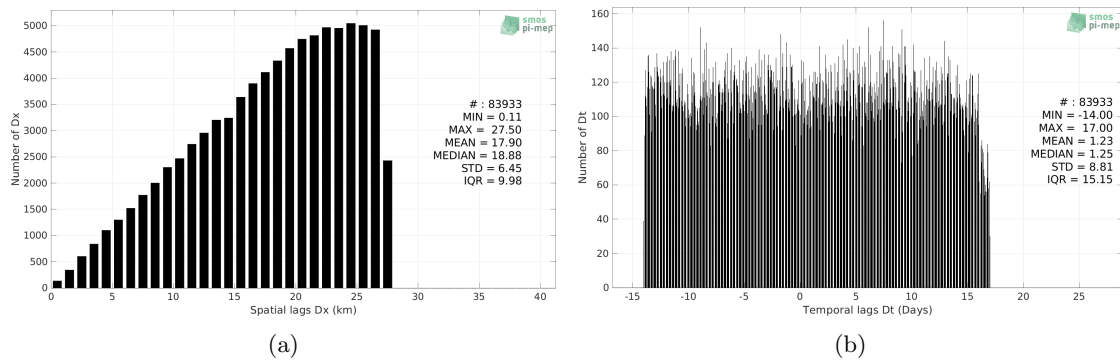 5000
4500
4000
3500
3000
2500
2000
1500
1000
500
0
Number of Dx
smos
pi-mep
# : 83933
MIN = 0.11
MAX = 27.50
MEAN = 17.90
MEDIAN = 18.88
STD = 6.45
IQR = 9.98
0 5 10 15 20 25 30 35 40
Spatial lags Dx (km)
(a)
160
140
120
100
80
60
40
20
0
Number of Dt
smos
pi-mep
# : 83933
MIN = -14.00
MAX = 17.00
MEAN = 1.23
MEDIAN = 1.25
STD = 8.81
IQR = 15.15
-15 -10 -5 0 5 10 15 20 25
Temporal lags Dt (Days)
(b)